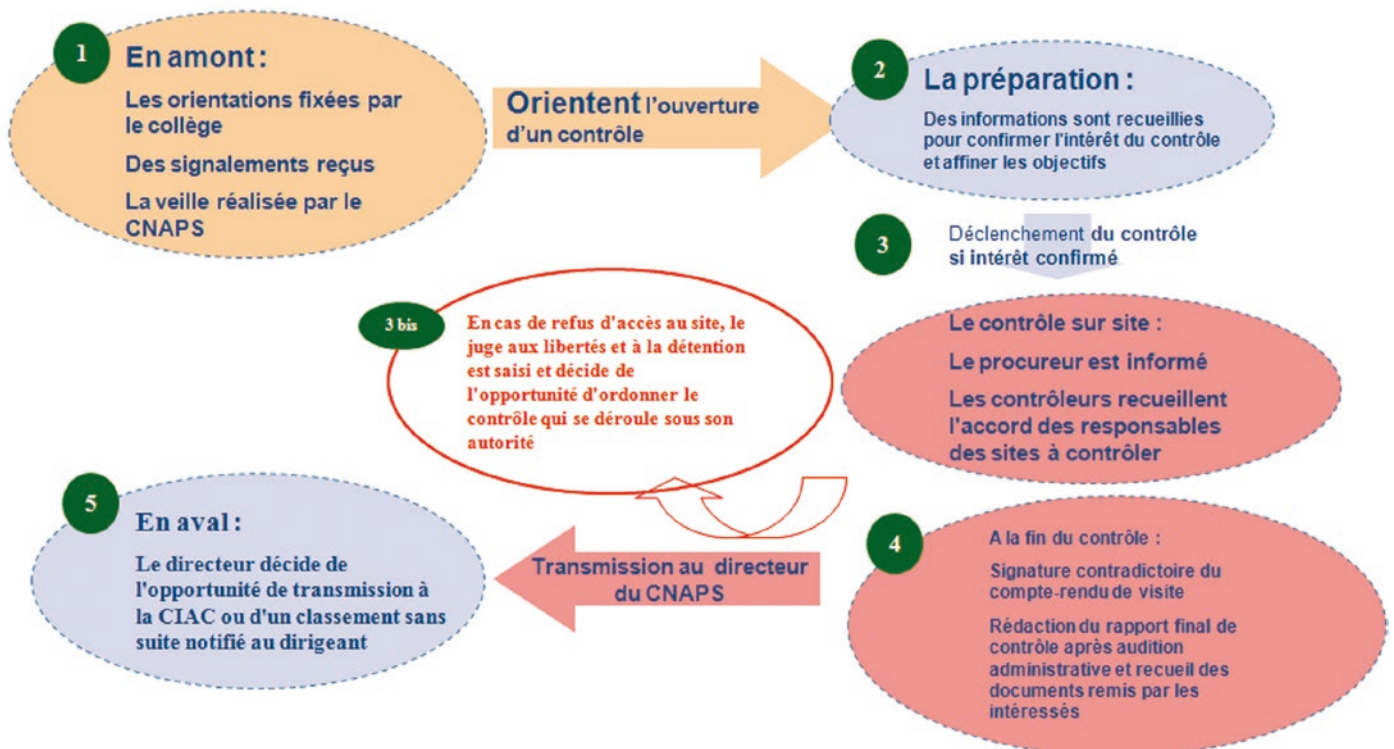 1
En amont :
Les orientations fixées par
le collège
Des signalements reçus
La veille réalisée par le
CNAPS
Orientent l'ouverture
d'un contrôle
2
La préparation :
Des informations sont recueillies
pour confirmer l'intérêt du contrôle
et affiner les objectifs
3
Déclenchement du contrôle
si intérêt confirmé
Le contrôle sur site :
Le procureur est informé
Les contrôleurs recueillent
l'accord des responsables
des sites à contrôler
3 bis
En cas de refus d'accès au site, le
juge aux libertés et à la détention
est saisi et décide de
l'opportunité d'ordonner le
contrôle qui se déroule sous son
autorité
4
A la fin du contrôle :
Signature contradictoire du
compte-rendu de visite
Rédaction du rapport final de
contrôle après audition
administrative et recueil des
documents remis par les
intéressés
Transmission au directeur
du CNAPS
5
En aval :
Le directeur décide de
l'opportunité de transmission à
la CIAC ou d'un classement sans
suite notifié au dirigeant